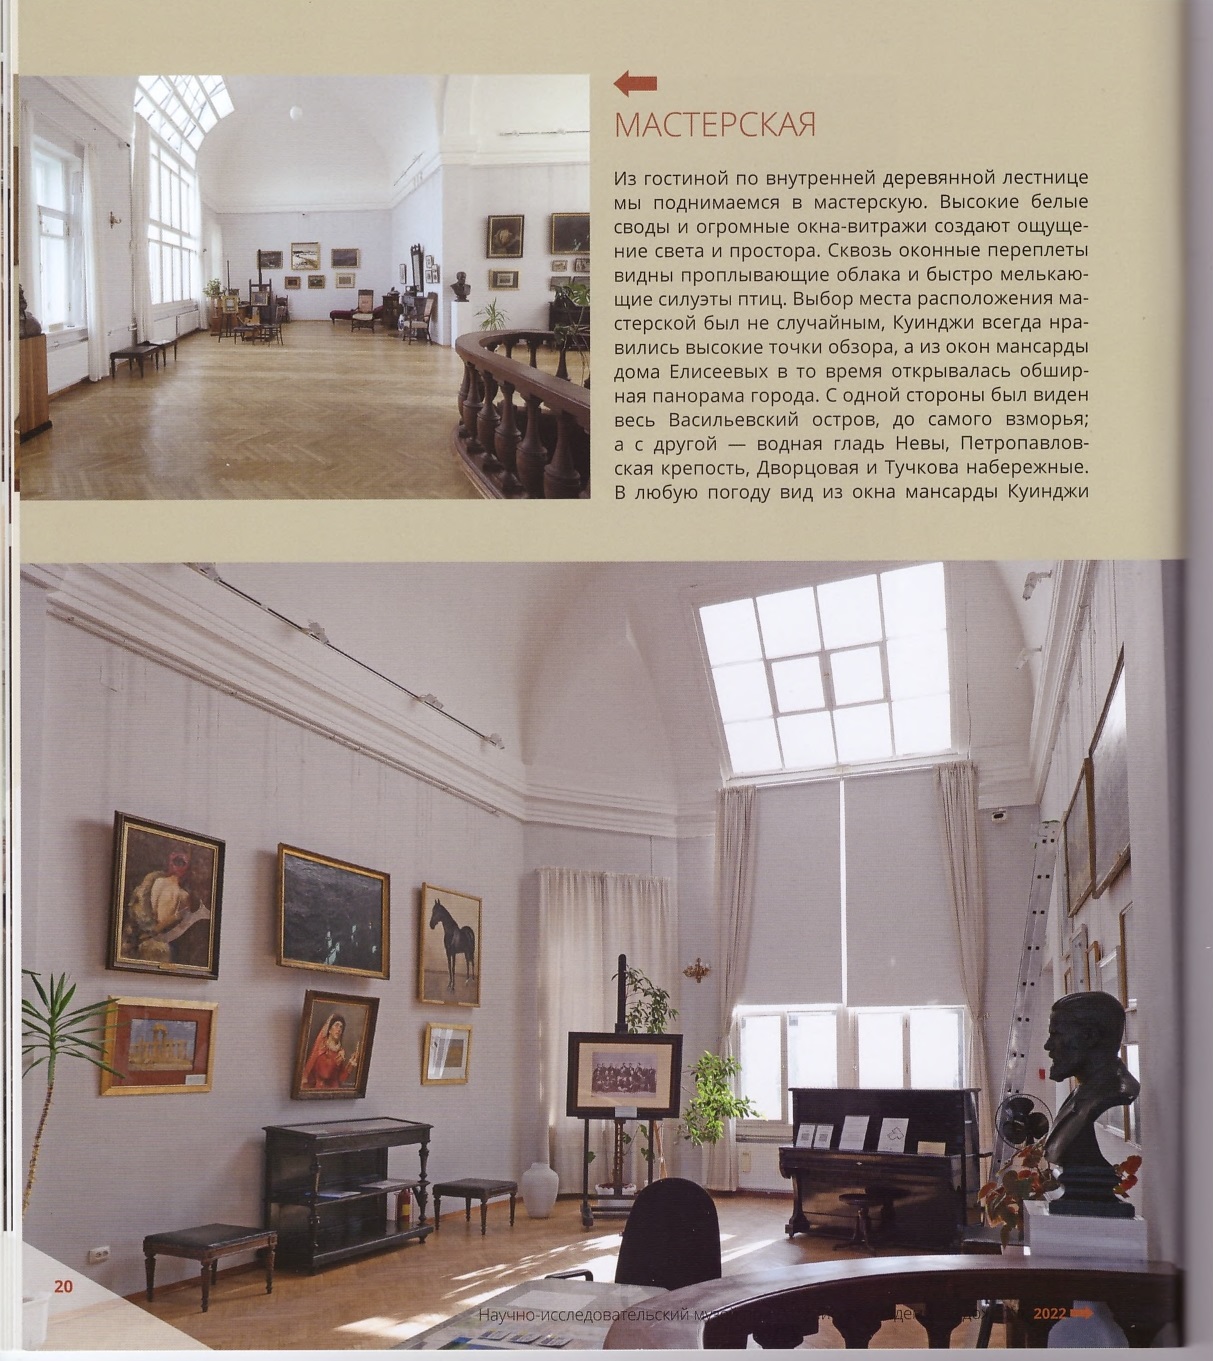 МАСТЕРСКАЯ
Из гостиной по внутренней деревянной лестнице
мы поднимаемся в мастерскую. Высокие белые
своды и огромные окна-витражи создают ощуще-
ние света и простора. Сквозь оконные переплеты
видны проплывающие облака и быстро мелькаю-
щие силуэты птиц. Выбор места расположения ма-
стерской был не случайным, Куинджи всегда нра-
вились высокие точки обзора, а из окон мансарды
дома Елисеевых в то время открывалась обшир-
ная панорама города. С одной стороны был виден
весь Васильевский остров, до самого взморья;
а с другой — водная гладь Невы, Петропавлов-
ская крепость, Дворцовая и Тучкова набережные.
В любую погоду вид из окна мансарды Куинджи
20
Научно-исследовательский 2022